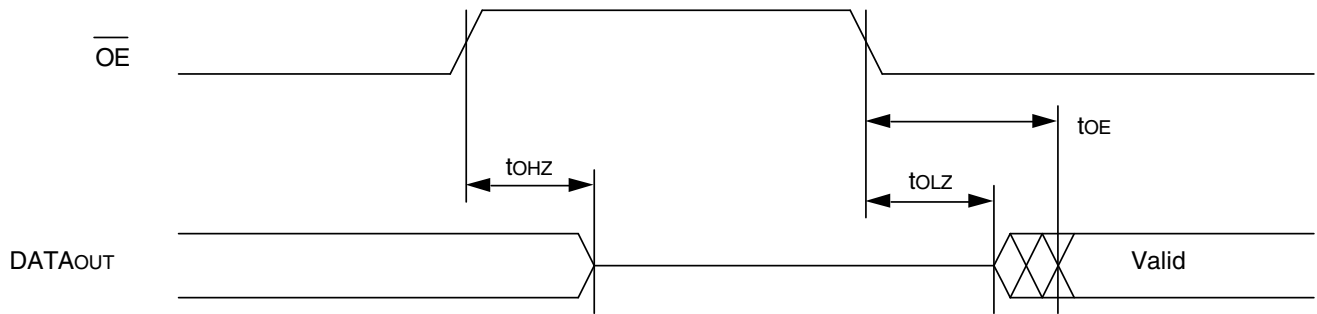 OE
tOE
tOHZ
tOLZ
DATAOUT
Valid